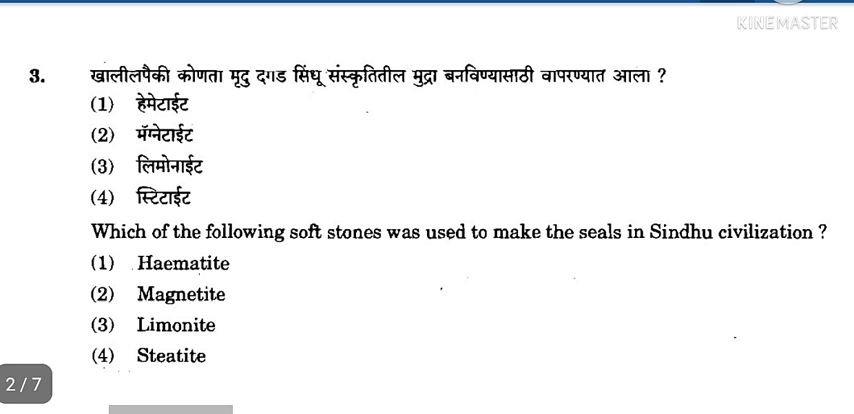 KINEMASTER
3. खालीलपैकी कोणता मृदु दगड सिंधू संस्कृतितील मुद्रा बनविण्यासाठी वापरण्यात आला ?
(1) हेमेटाईट
(2) मॅग्नेटाईट
(3) लिमोनाईट
(4) स्टिटाईट
Which of the following soft stones was used to make the seals in Sindhu civilization ?
(1) Haematite
(2) Magnetite
(3) Limonite
(4) Steatite
2 / 7